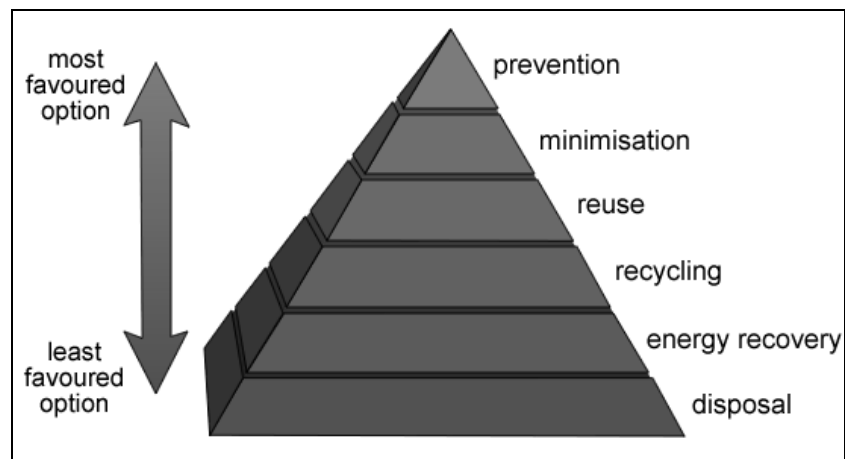 most
favoured
option
prevention
minimisation
reuse
recycling
energy recovery
disposal
least
favoured
option